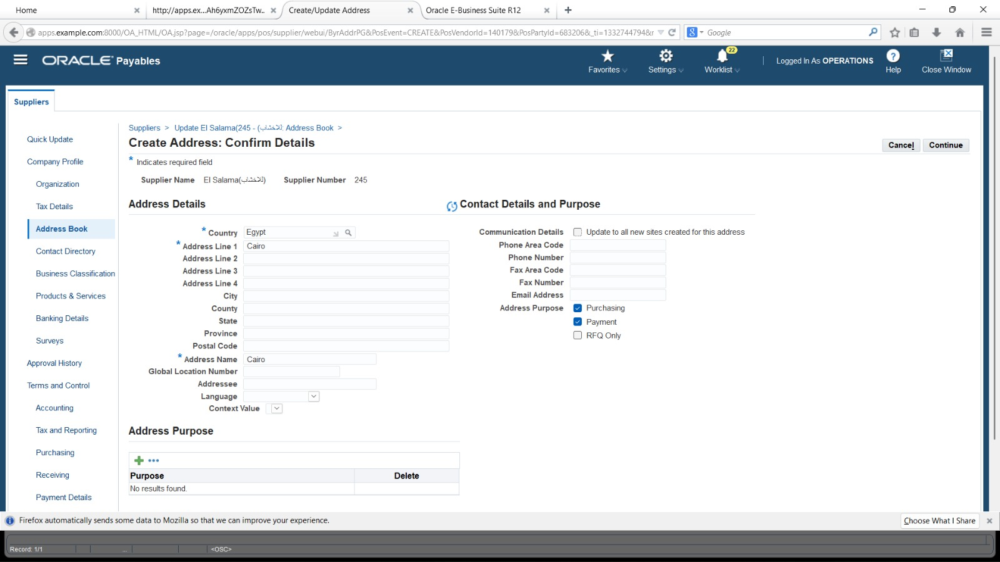 Home
http://apps.ex...Ah6yxmZOZsTw..
Create/Update Address
Oracle E-Business Suite R12
apps.example.com:8000/OA_HTML/OA.jsp?page=/oracle/apps/pos/supplier/webui/ByrAddrPG&PosEvent=CREATE&PosVendorId=140179&PosPartyId=683206&_ti=1332744794&r
Google
ORACLE Payables
Favorites
Settings
22
Worklist
Logged In As OPERATIONS
Help
Close Window
Suppliers
Quick Update
Company Profile
Organization
Tax Details
Address Book
Contact Directory
Business Classification
Products & Services
Banking Details
Surveys
Approval History
Terms and Control
Accounting
Tax and Reporting
Purchasing
Receiving
Payment Details
Suppliers > Update El Salama(245 - (للاخشاب: Address Book >
Create Address: Confirm Details
Cancel
Continue
* Indicates required field
Supplier Name El Salama(للاخشاب) Supplier Number 245
Address Details
* Country Egypt
* Address Line 1 Cairo
Address Line 2
Address Line 3
Address Line 4
City
County
State
Province
Postal Code
* Address Name Cairo
Global Location Number
Addressee
Language
Context Value
Contact Details and Purpose
Communication Details Update to all new sites created for this address
Phone Area Code
Phone Number
Fax Area Code
Fax Number
Email Address
Address Purpose Purchasing
Payment
RFQ Only
Address Purpose
Purpose Delete
No results found.
Firefox automatically sends some data to Mozilla so that we can improve your experience.
Choose What I Share
Record: 1/1 ... <OSC>